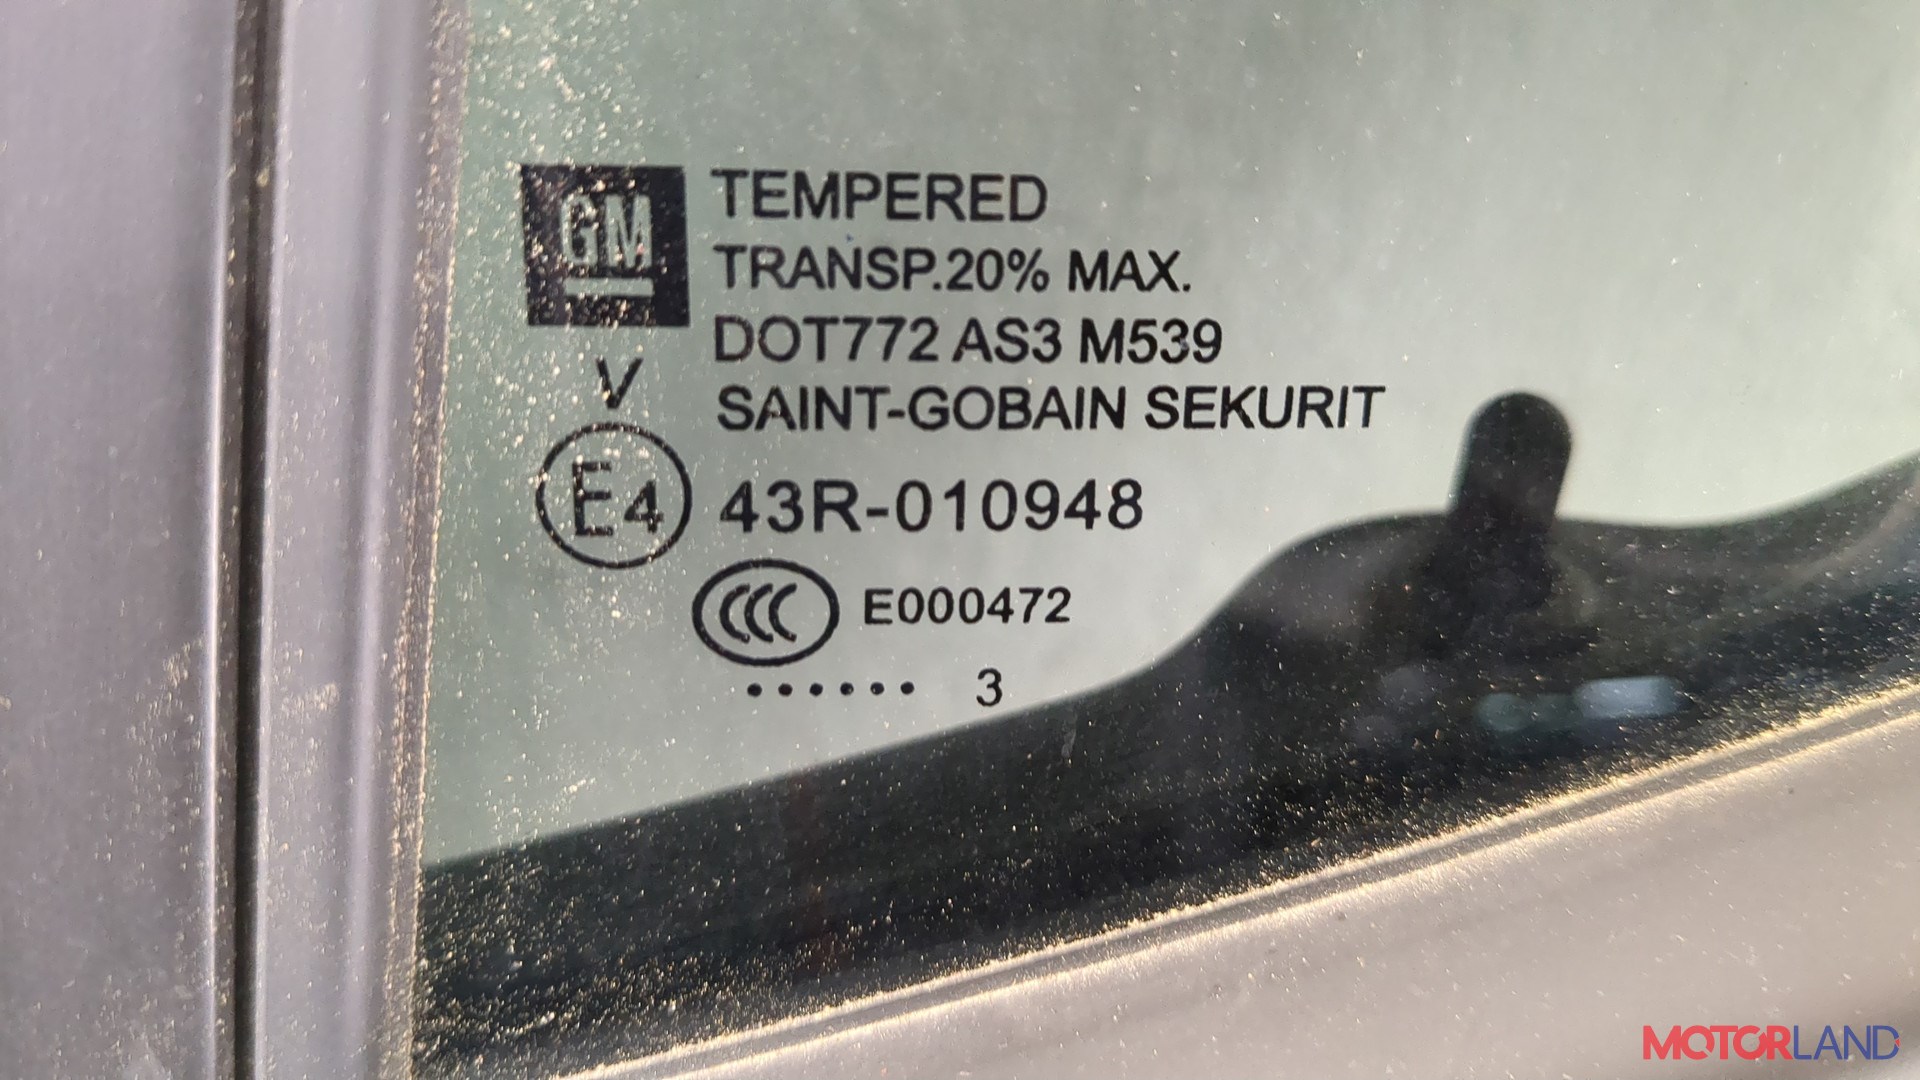 GM
TEMPERED
TRANSP.20% MAX.
DOT772 AS3 M539
V
SAINT-GOBAIN SEKURIT
E4 43R-010948
CCC E000472
...... 3
MOTORLAND